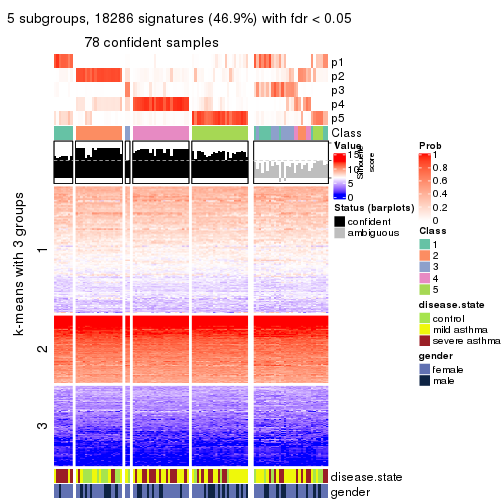 5 subgroups, 18286 signatures (46.9%) with fdr < 0.05
78 confident samples
p1
p2
p3
p4
p5
Class
k-means with 3 groups
1
2
3
Value
15
10
5
0
Silhouette
score
Status (barplots)
confident
ambiguous
Prob
1
0.8
0.6
0.4
0.2
0
Class
1
2
3
4
5
disease.state
control
mild asthma
severe asthma
gender
female
male
disease.state
gender